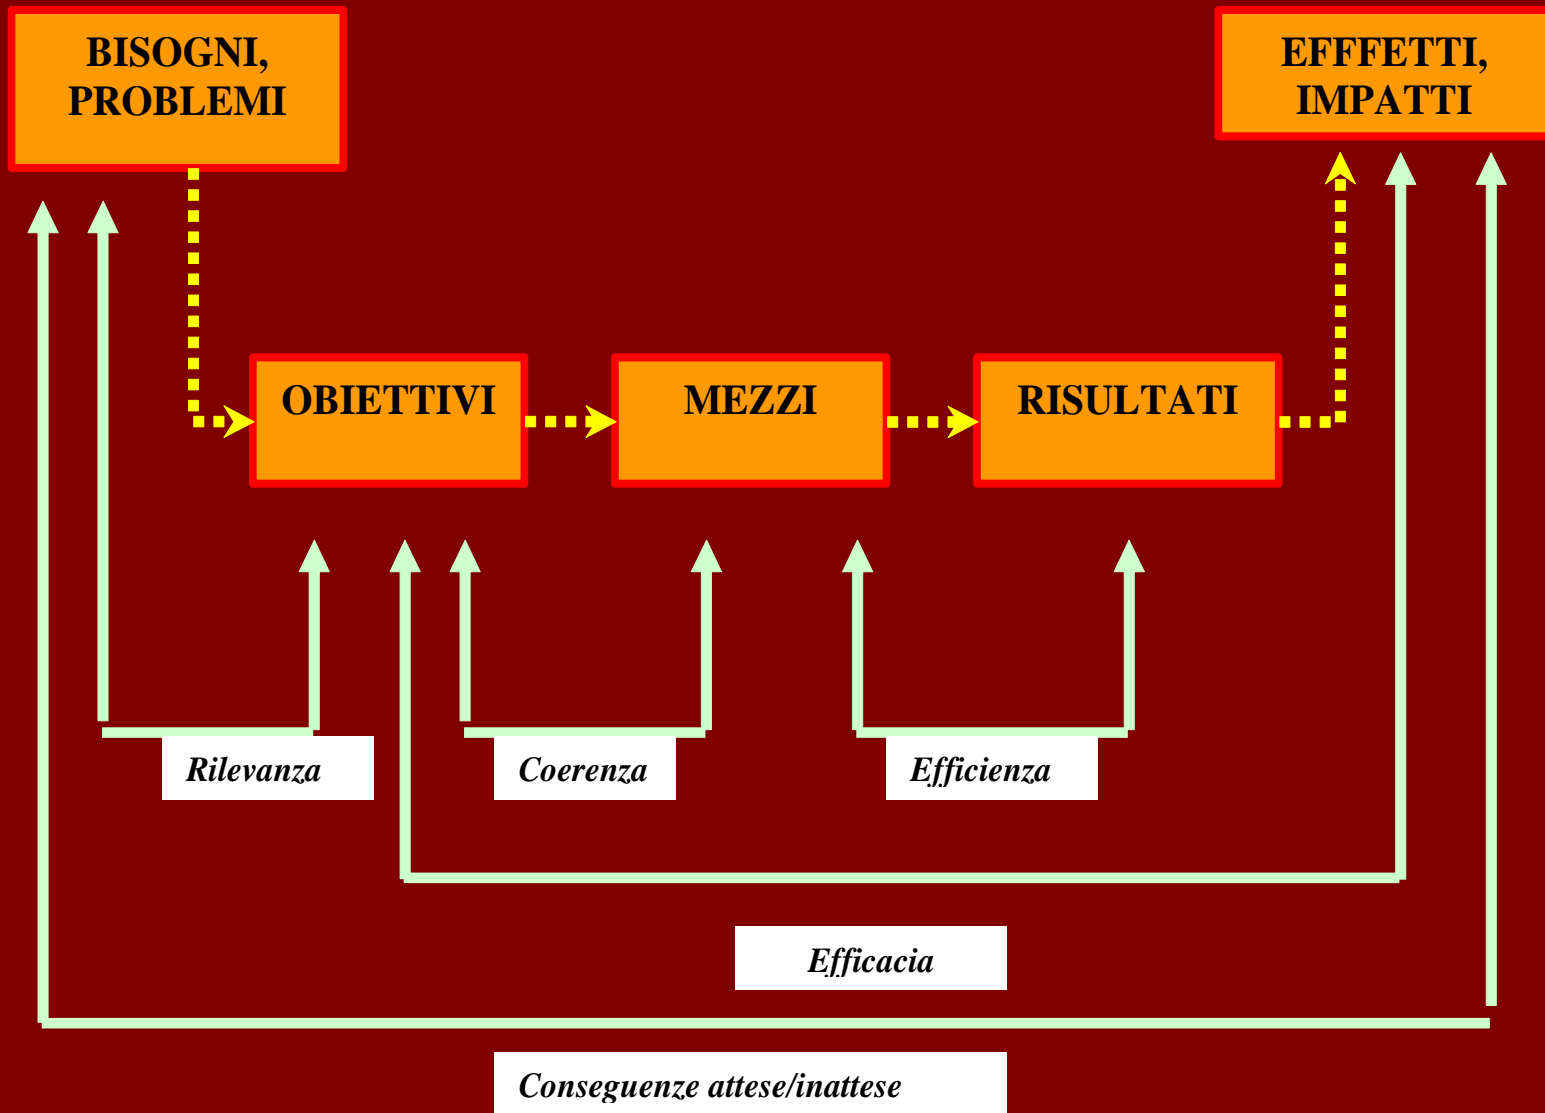 BISOGNI,
PROBLEMI
EFFFETTI,
IMPATTI
OBIETTIVI
MEZZI
RISULTATI
Rilevanza
Coerenza
Efficienza
Efficacia
Conseguenze attese/inattese